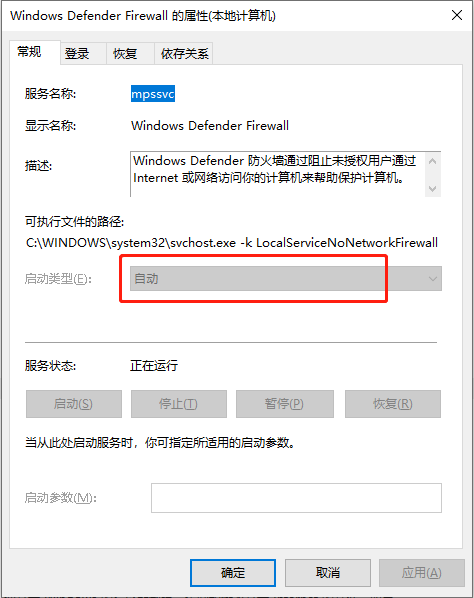 Windows Defender Firewall 的属性(本地计算机)
常规 登录 恢复 依存关系
服务名称: mpssvc
显示名称: Windows Defender Firewall
描述: Windows Defender 防火墙通过阻止未授权用户通过
Internet 或网络访问你的计算机来帮助保护计算机。
可执行文件的路径:
C:\WINDOWS\system32\svchost.exe -k LocalServiceNoNetworkFirewall
启动类型(E): 自动
服务状态: 正在运行
启动(S) 停止(T) 暂停(P) 恢复(R)
当从此处启动服务时，你可指定所适用的启动参数。
启动参数(M):
确定 取消 应用(A)